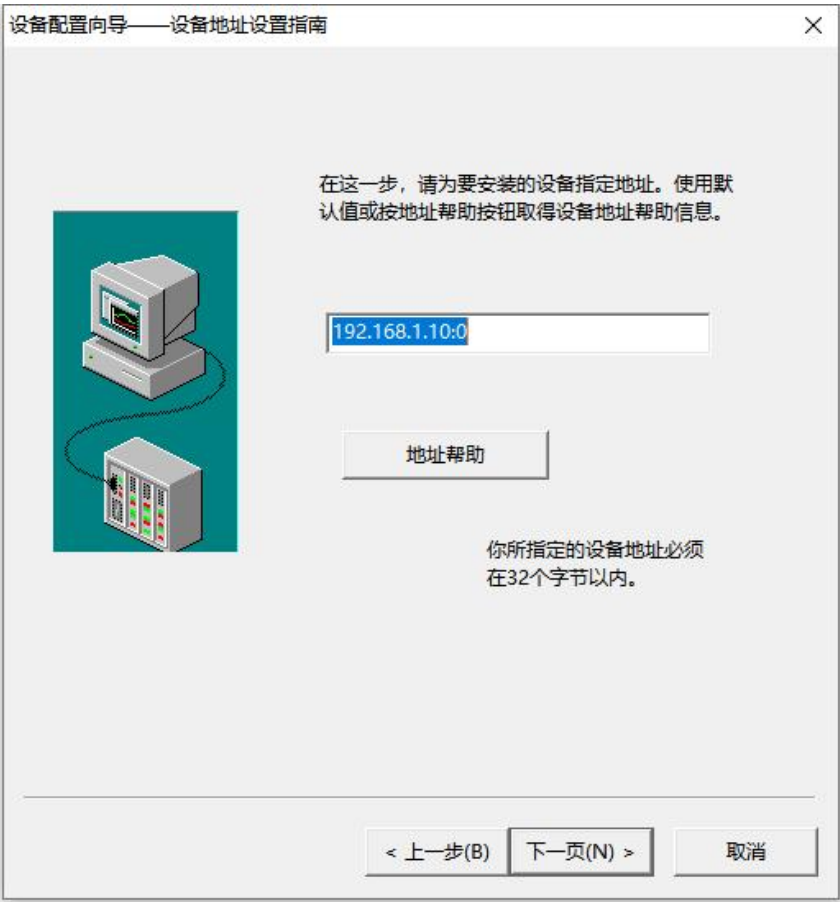 设备配置向导——设备地址设置指南
在这一步，请为要安装的设备指定地址。使用默
认值或按地址帮助按钮取得设备地址帮助信息。
192.168.1.10:0
地址帮助
你所指定的设备地址必须
在32个字节以内。
< 上一步(B)
下一页(N) >
取消